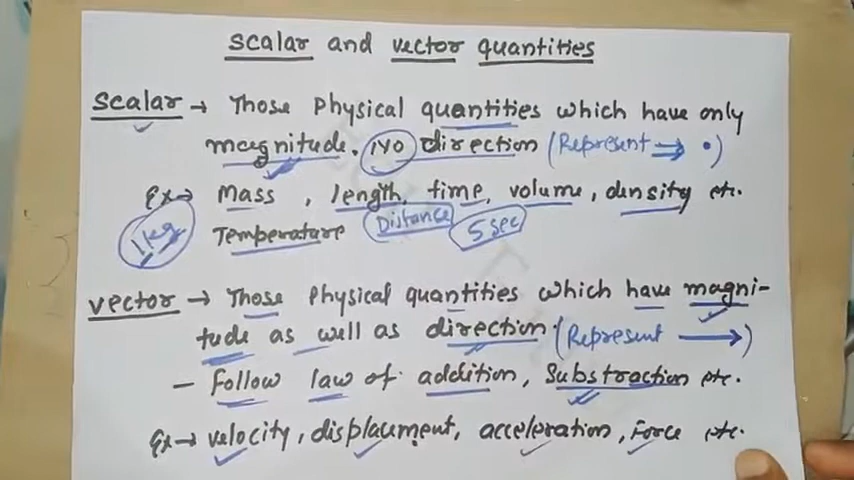 scalar and vector quantities
scalar → Those Physical quantities which have only
magnitude. NO direction (Represent ⇒ •)
Ex→ Mass, length, time, volume, density etc.
1kg Temperature Distance 5 sec
vector → Those Physical quantities which have magni-
tude as well as direction. (Represent ⟶)
- Follow law of addition, Substraction etc.
Ex→ velocity, displacument, acceleration, Force etc.